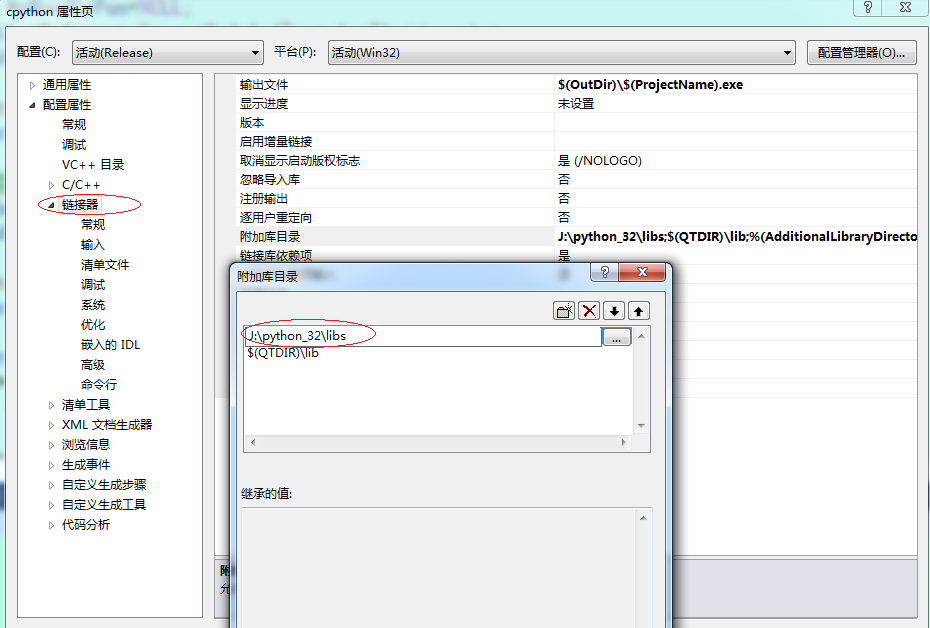 cpython 属性页
配置(C): 活动(Release) 平台(P): 活动(Win32) 配置管理器(O)...
通用属性
配置属性
常规
调试
VC++ 目录
C/C++
链接器
常规
输入
清单文件
调试
系统
优化
嵌入的 IDL
高级
命令行
清单工具
XML 文档生成器
浏览信息
生成事件
自定义生成步骤
自定义生成工具
代码分析
输出文件 $(OutDir)\$(ProjectName).exe
显示进度 未设置
版本
启用增量链接
取消显示启动版权标志 是 (/NOLOGO)
忽略导入库 否
注册输出 否
逐用户重定向 否
附加库目录 J:\python_32\libs;$(QTDIR)\lib;%(AdditionalLibraryDirecto
链接库依赖项 是
附加库目录
J:\python_32\libs
...
$(QTDIR)\lib
继承的值: